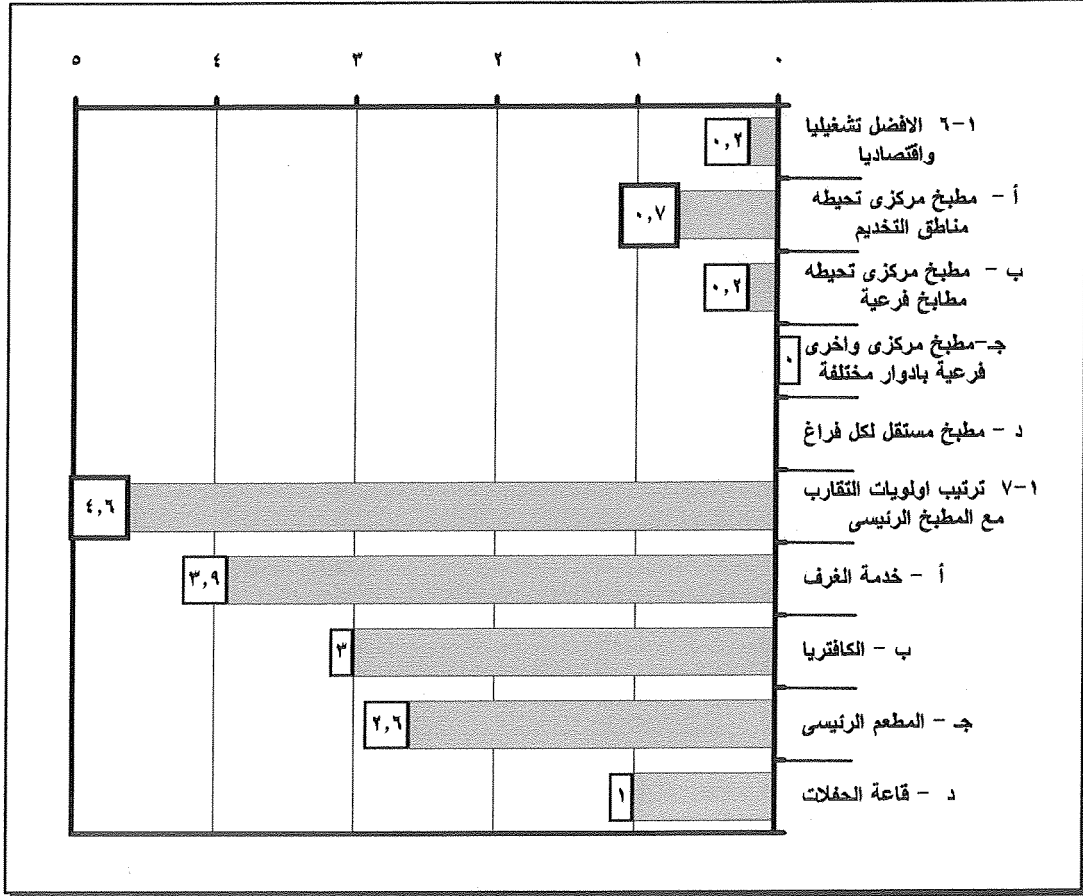 ٠ ١ ٢ ٣ ٤ ٥
١-٦ الافضل تشغيليا
واقتصاديا
٠,٢
أ - مطبخ مركزى تحيطه
مناطق التخديم
٠,٧
ب - مطبخ مركزى تحيطه
مطابخ فرعية
٠,٢
جـ-مطبخ مركزى واخرى
فرعية بادوار مختلفة
٠
د - مطبخ مستقل لكل فراغ
١-٧ ترتيب اولويات التقارب
مع المطبخ الرئيسى
٤,٦
أ - خدمة الغرف
٣,٩
ب - الكافتريا
٣
جـ - المطعم الرئيسى
٢,٦
د - قاعة الحفلات
١